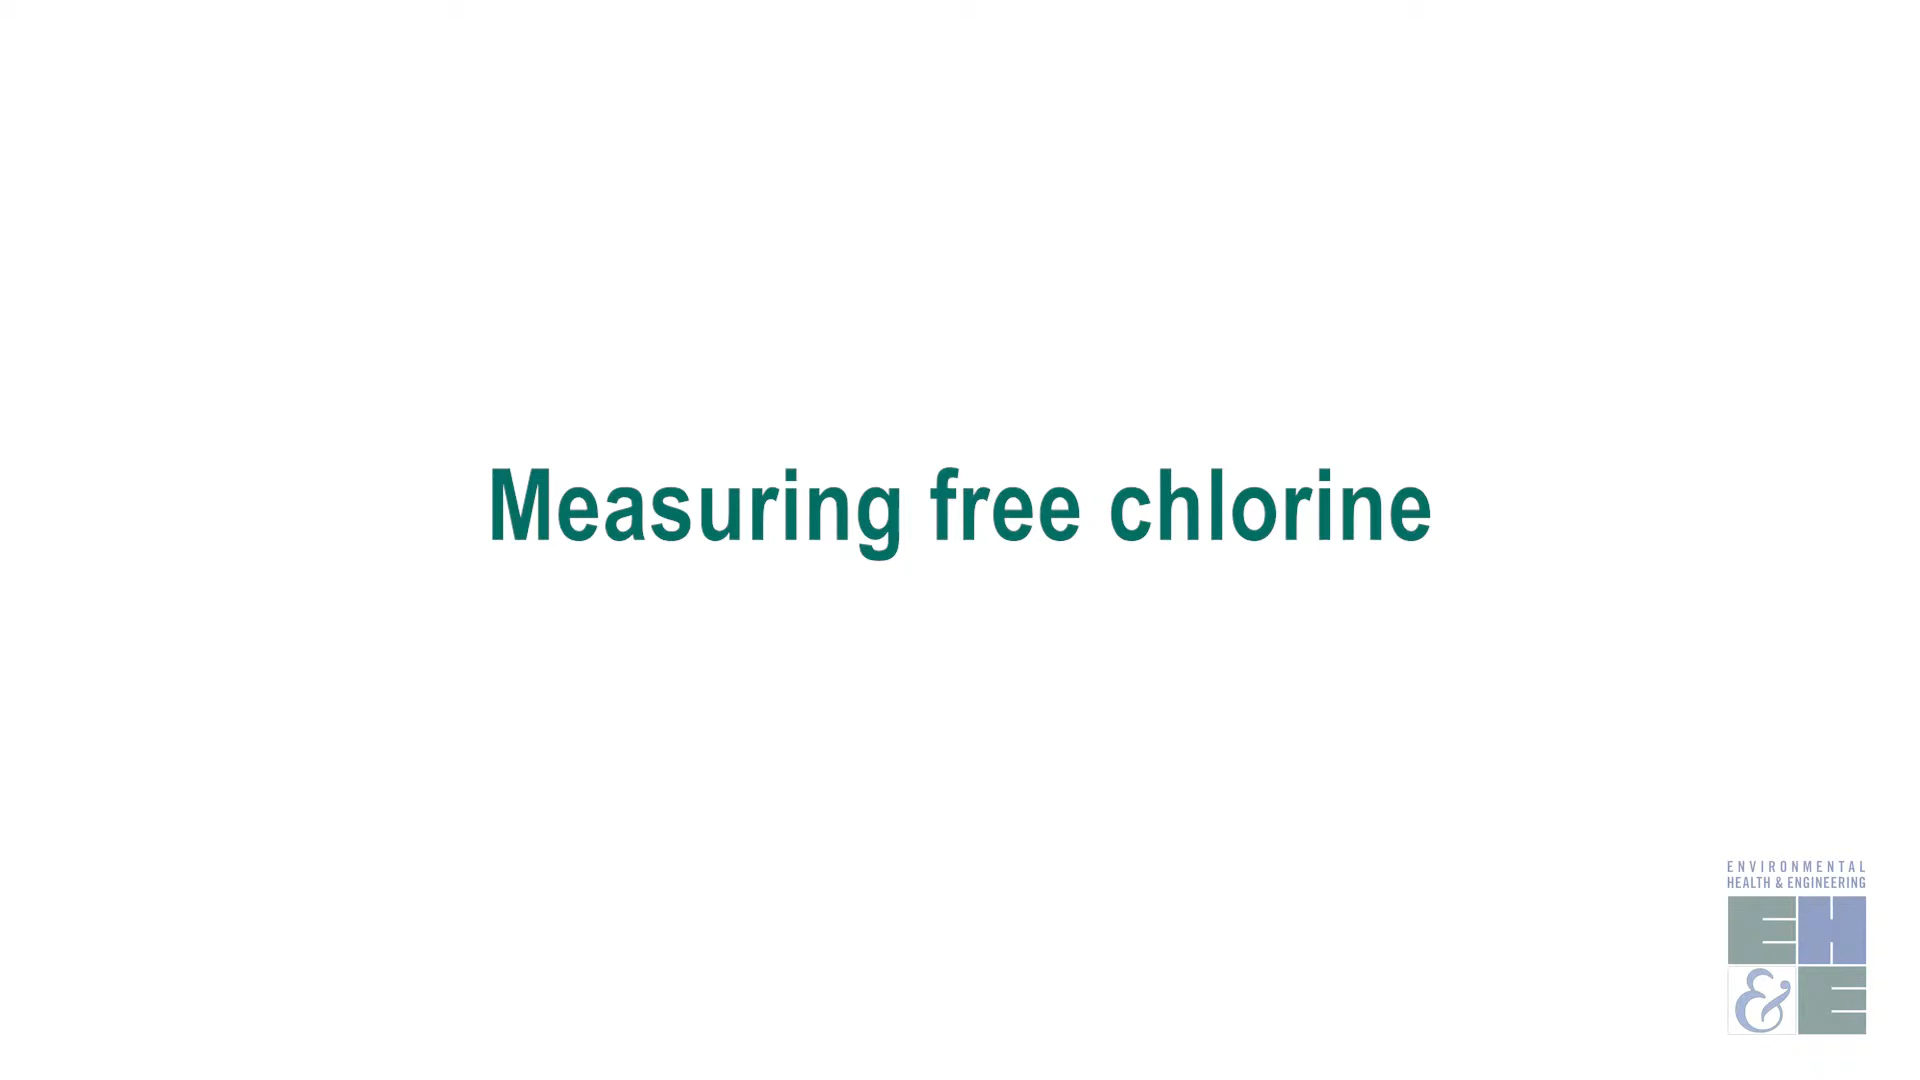 Measuring free chlorine
ENVIRONMENTAL
HEALTH & ENGINEERING
EH
&E